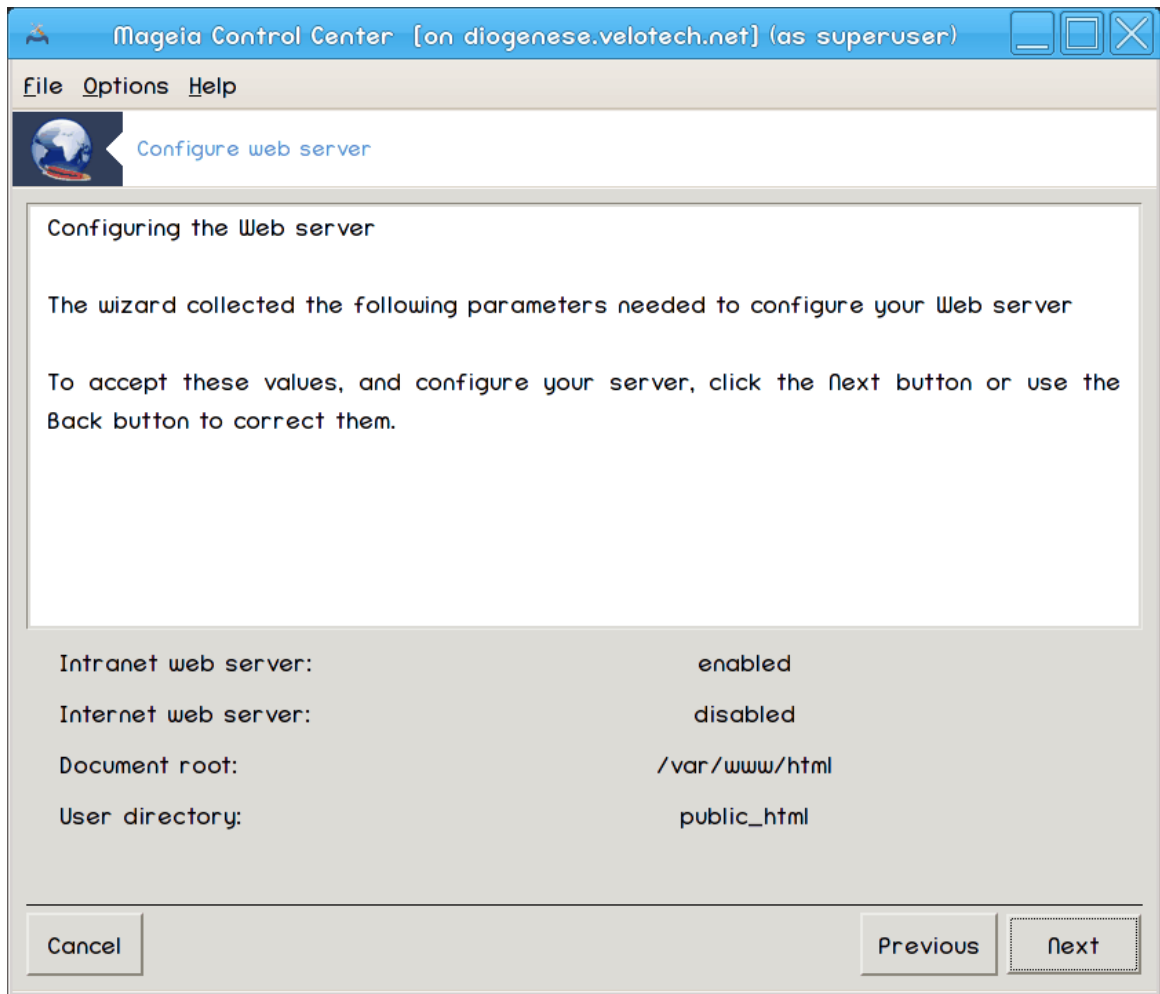 Mageia Control Center [on diogenese.velotech.net] (as superuser)
File Options Help
Configure web server
Configuring the Web server
The wizard collected the following parameters needed to configure your Web server
To accept these values, and configure your server, click the Next button or use the
Back button to correct them.
Intranet web server: enabled
Internet web server: disabled
Document root: /var/www/html
User directory: public_html
Cancel Previous Next